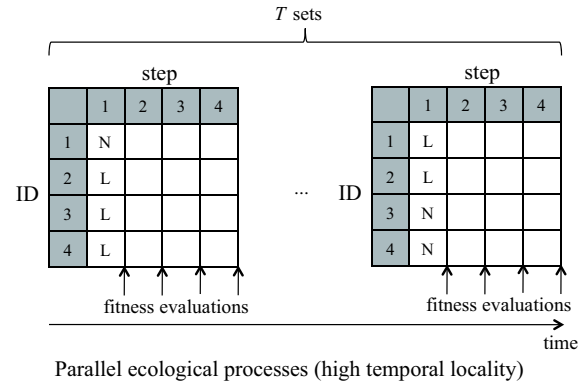 T sets
step
step
1 2 3 4
1 2 3 4
1 N
1 L
2 L
2 L
ID
...
ID
3 L
3 N
4 L
4 N
fitness evaluations
fitness evaluations
time
Parallel ecological processes (high temporal locality)